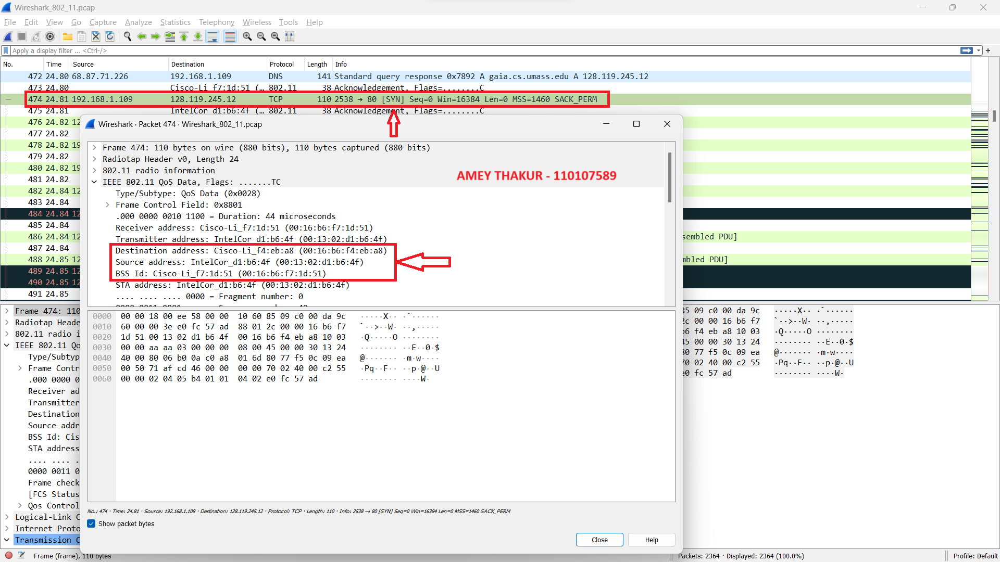 Wireshark_802_11.pcap
File Edit View Go Capture Analyze Statistics Telephony Wireless Tools Help
Apply a display filter ... <Ctrl-/>
No. Time Source Destination Protocol Length Info
472 24.80 68.87.71.226 192.168.1.109 DNS 141 Standard query response 0x7892 A gaia.cs.umass.edu A 128.119.245.12
473 24.80 Cisco-Li_f7:1d:51 (… 802.11 38 Acknowledgement, Flags=........C
474 24.81 192.168.1.109 128.119.245.12 TCP 110 2538 → 80 [SYN] Seq=0 Win=16384 Len=0 MSS=1460 SACK_PERM
475 24.81 IntelCor_d1:b6:4f (… 802.11 38 Acknowledgement, Flags=........C
476 24.82 12
477 24.82
478 24.82 19
479 24.82
480 24.82 19
481 24.82
482 24.84 12
483 24.84
484 24.84 12
485 24.84
486 24.84 12 sembled PDU]
487 24.84
488 24.85 12 mbled PDU]
489 24.85 12
490 24.85 12
491 24.85
Wireshark · Packet 474 · Wireshark_802_11.pcap
Frame 474: 110 bytes on wire (880 bits), 110 bytes captured (880 bits)
Radiotap Header v0, Length 24
802.11 radio information
AMEY THAKUR - 110107589
IEEE 802.11 QoS Data, Flags: .......TC
Type/Subtype: QoS Data (0x0028)
Frame Control Field: 0x8801
.000 0000 0010 1100 = Duration: 44 microseconds
Receiver address: Cisco-Li_f7:1d:51 (00:16:b6:f7:1d:51)
Transmitter address: IntelCor_d1:b6:4f (00:13:02:d1:b6:4f)
Destination address: Cisco-Li_f4:eb:a8 (00:16:b6:f4:eb:a8)
Source address: IntelCor_d1:b6:4f (00:13:02:d1:b6:4f)
BSS Id: Cisco-Li_f7:1d:51 (00:16:b6:f7:1d:51)
STA address: IntelCor_d1:b6:4f (00:13:02:d1:b6:4f)
.... .... .... 0000 = Fragment number: 0
0000 00 00 18 00 ee 58 00 00 10 60 85 09 c0 00 da 9c ·····X·· ·`······
0010 60 00 00 3e e0 fc 57 ad 88 01 2c 00 00 16 b6 f7 `··>··W· ··,·····
0020 1d 51 00 13 02 d1 b6 4f 00 16 b6 f4 eb a8 10 03 ·Q·····O ········
0030 00 00 aa aa 03 00 00 00 08 00 45 00 00 30 13 24 ········ ··E··0·$
0040 40 00 80 06 b0 0a c0 a8 01 6d 80 77 f5 0c 09 ea @······· ·m·w····
0050 00 50 71 af cd 46 00 00 00 00 70 02 40 00 c2 55 ·Pq··F·· ··p·@··U
0060 00 00 02 04 05 b4 01 01 04 02 e0 fc 57 ad ········ ····W·
No.: 474 · Time: 24.81 · Source: 192.168.1.109 · Destination: 128.119.245.12 · Protocol: TCP · Length: 110 · Info: 2538 → 80 [SYN] Seq=0 Win=16384 Len=0 MSS=1460 SACK_PERM
Show packet bytes
Close Help
Frame 474: 110
Radiotap Heade
802.11 radio i
IEEE 802.11 Qo
Type/Subtyp
Frame Contr
.000 0000 0
Receiver ad
Transmitter
Destination
Source addr
BSS Id: Cis
STA address
.... .... .
0000 0011 0
Frame check
[FCS Status
Qos Control
Logical-Link C
Internet Proto
Transmission C
85 09 c0 00 da 9c ·····X·· ·`······
2c 00 00 16 b6 f7 `··>··W· ··,·····
b6 f4 eb a8 10 03 ·Q·····O ········
45 00 00 30 13 24 ········ ··E··0·$
80 77 f5 0c 09 ea @······· ·m·w····
70 02 40 00 c2 55 ·Pq··F·· ··p·@··U
e0 fc 57 ad ········ ····W·
Frame (frame), 110 bytes
Packets: 2364 · Displayed: 2364 (100.0%)
Profile: Default